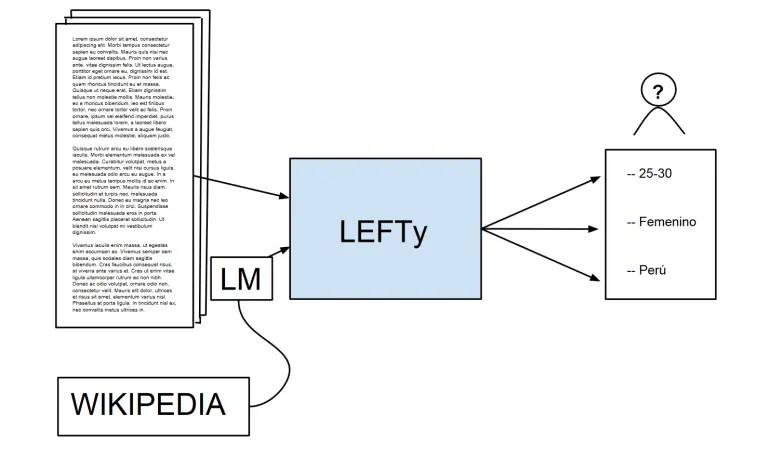 Lorem ipsum dolor sit amet, consectetur
adipiscing elit. Morbi tempus consectetur
sapien eu convallis. Mauris quis nisi nec
augue laoreet dapibus. Proin non varius
ante, vitae dignissim felis. Ut lectus augue,
porttitor eget ornare eu, dignissim id est.
Etiam id pretium lacus. Proin non felis ac
quam rhoncus tincidunt eu et massa.
Quisque ut neque erat. Etiam dignissim
tellus non molestie mollis. Mauris molestie,
ex a rhoncus bibendum, leo est finibus
tortor, nec ornare tortor velit ac felis. Proin
ornare, ipsum vel eleifend imperdiet, purus
tellus malesuada lorem, a laoreet libero
sapien quis orci. Vivamus a augue feugiat,
consequat metus molestie, aliquam justo.
Quisque rutrum arcu eu libero scelerisque
iaculis. Morbi elementum malesuada ex vel
malesuada. Curabitur volutpat, metus a
posuere elementum, velit nisi cursus ligula,
eu malesuada odio arcu eu augue. In a
arcu eu metus tempus mollis id ac enim. In
sit amet rutrum sem. Mauris risus diam,
sollicitudin et turpis nec, malesuada
tincidunt nulla. Donec eu magna nec leo
ornare commodo in in orci. Suspendisse
sollicitudin malesuada eros in porta.
Aenean sagittis placerat sollicitudin. Ut
blandit nisi volutpat mi vestibulum
dignissim.
Vivamus iaculis enim massa, ut egestas
enim accumsan ac. Vivamus semper sem
massa, quis sodales diam sagittis
bibendum. Cras faucibus consequat risus,
at viverra ante varius et. Cras ut enim vitae
ligula ullamcorper rutrum ac non nibh.
Donec ac odio volutpat, ornare odio non,
consectetur velit. Mauris elit dolor, ultrices
et risus sit amet, elementum varius nisl.
Phasellus at porta ligula. In tincidunt nisl ex,
nec convallis metus ultrices in.
LM
WIKIPEDIA
LEFTy
?
-- 25-30
-- Femenino
-- Perú